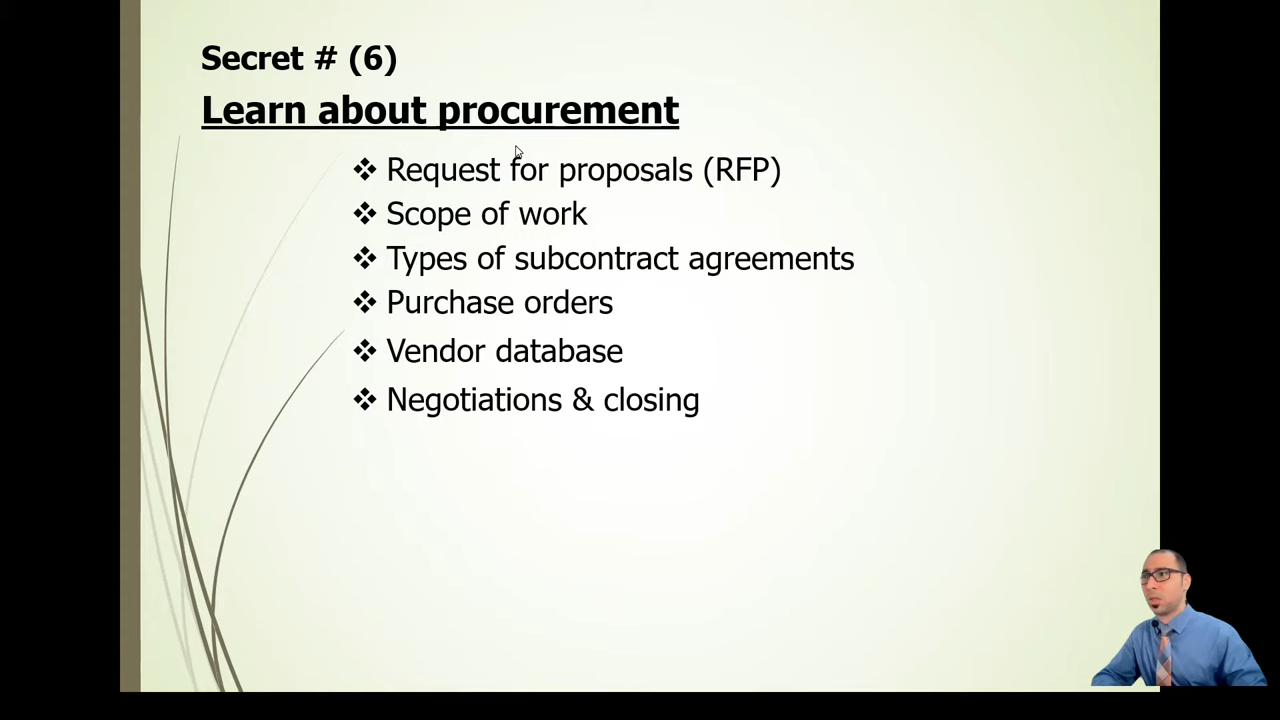 Secret # (6)
Learn about procurement
❖ Request for proposals (RFP)
❖ Scope of work
❖ Types of subcontract agreements
❖ Purchase orders
❖ Vendor database
❖ Negotiations & closing